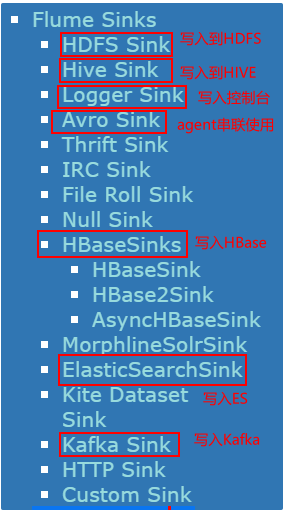 Flume Sinks
HDFS Sink 写入到HDFS
Hive Sink 写入到HIVE
Logger Sink 写入控制台
Avro Sink agent串联使用
Thrift Sink
IRC Sink
File Roll Sink
Null Sink
HBaseSinks 写入HBase
HBaseSink
HBase2Sink
AsyncHBaseSink
MorphlineSolrSink
ElasticSearchSink
Kite Dataset 写入ES
Sink
Kafka Sink 写入Kafka
HTTP Sink
Custom Sink